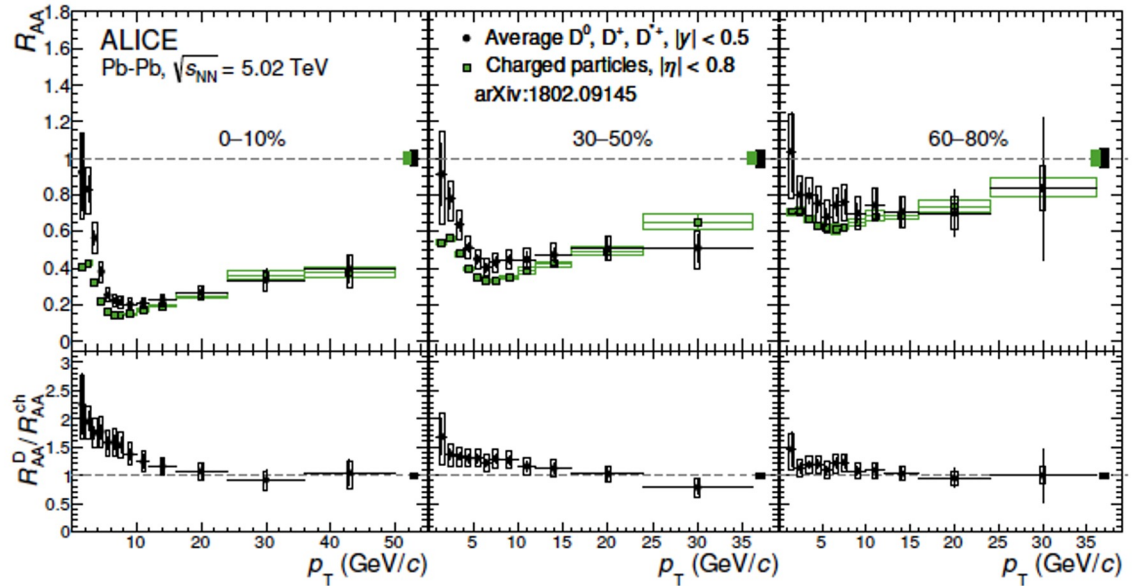 R_AA
1.8
1.6
1.4
1.2
1
0.8
0.6
0.4
0.2
0
ALICE
Pb-Pb, √s_NN = 5.02 TeV
Average D⁰, D⁺, D*⁺, |y| < 0.5
Charged particles, |η| < 0.8
arXiv:1802.09145
0–10%
30–50%
60–80%
R_AA^D / R_AA^ch
3
2.5
2
1.5
1
0.5
0
10 20 30 40 50
5 10 15 20 25 30 35
5 10 15 20 25 30 35
p_T (GeV/c)
p_T (GeV/c)
p_T (GeV/c)